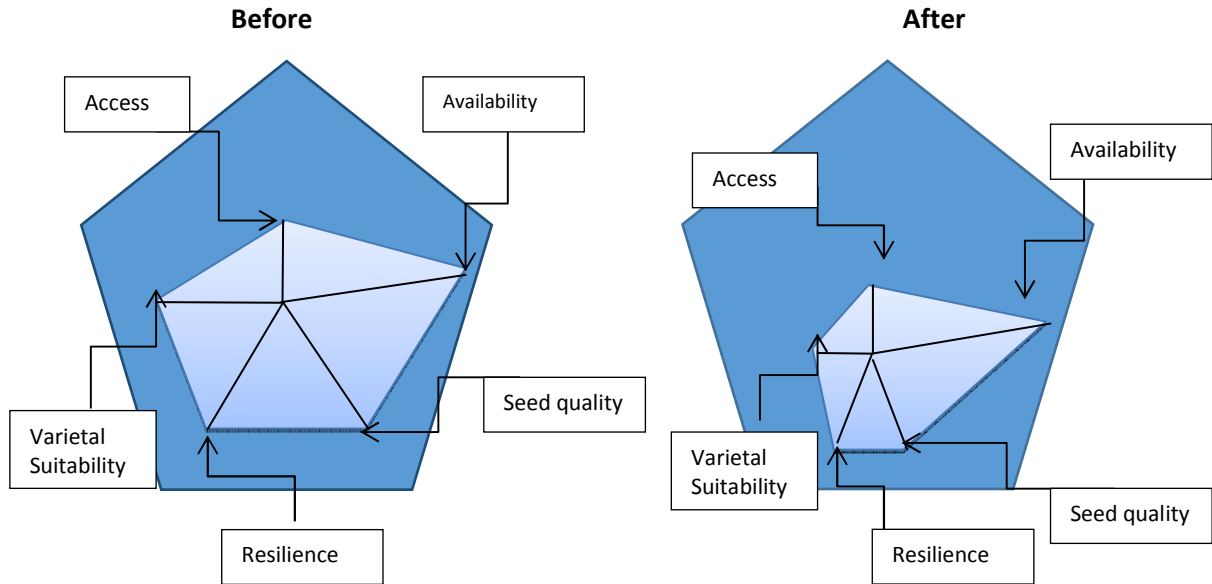 Before
Access
Availability
Seed quality
Varietal
Suitability
Resilience
After
Access
Availability
Varietal
Suitability
Seed quality
Resilience